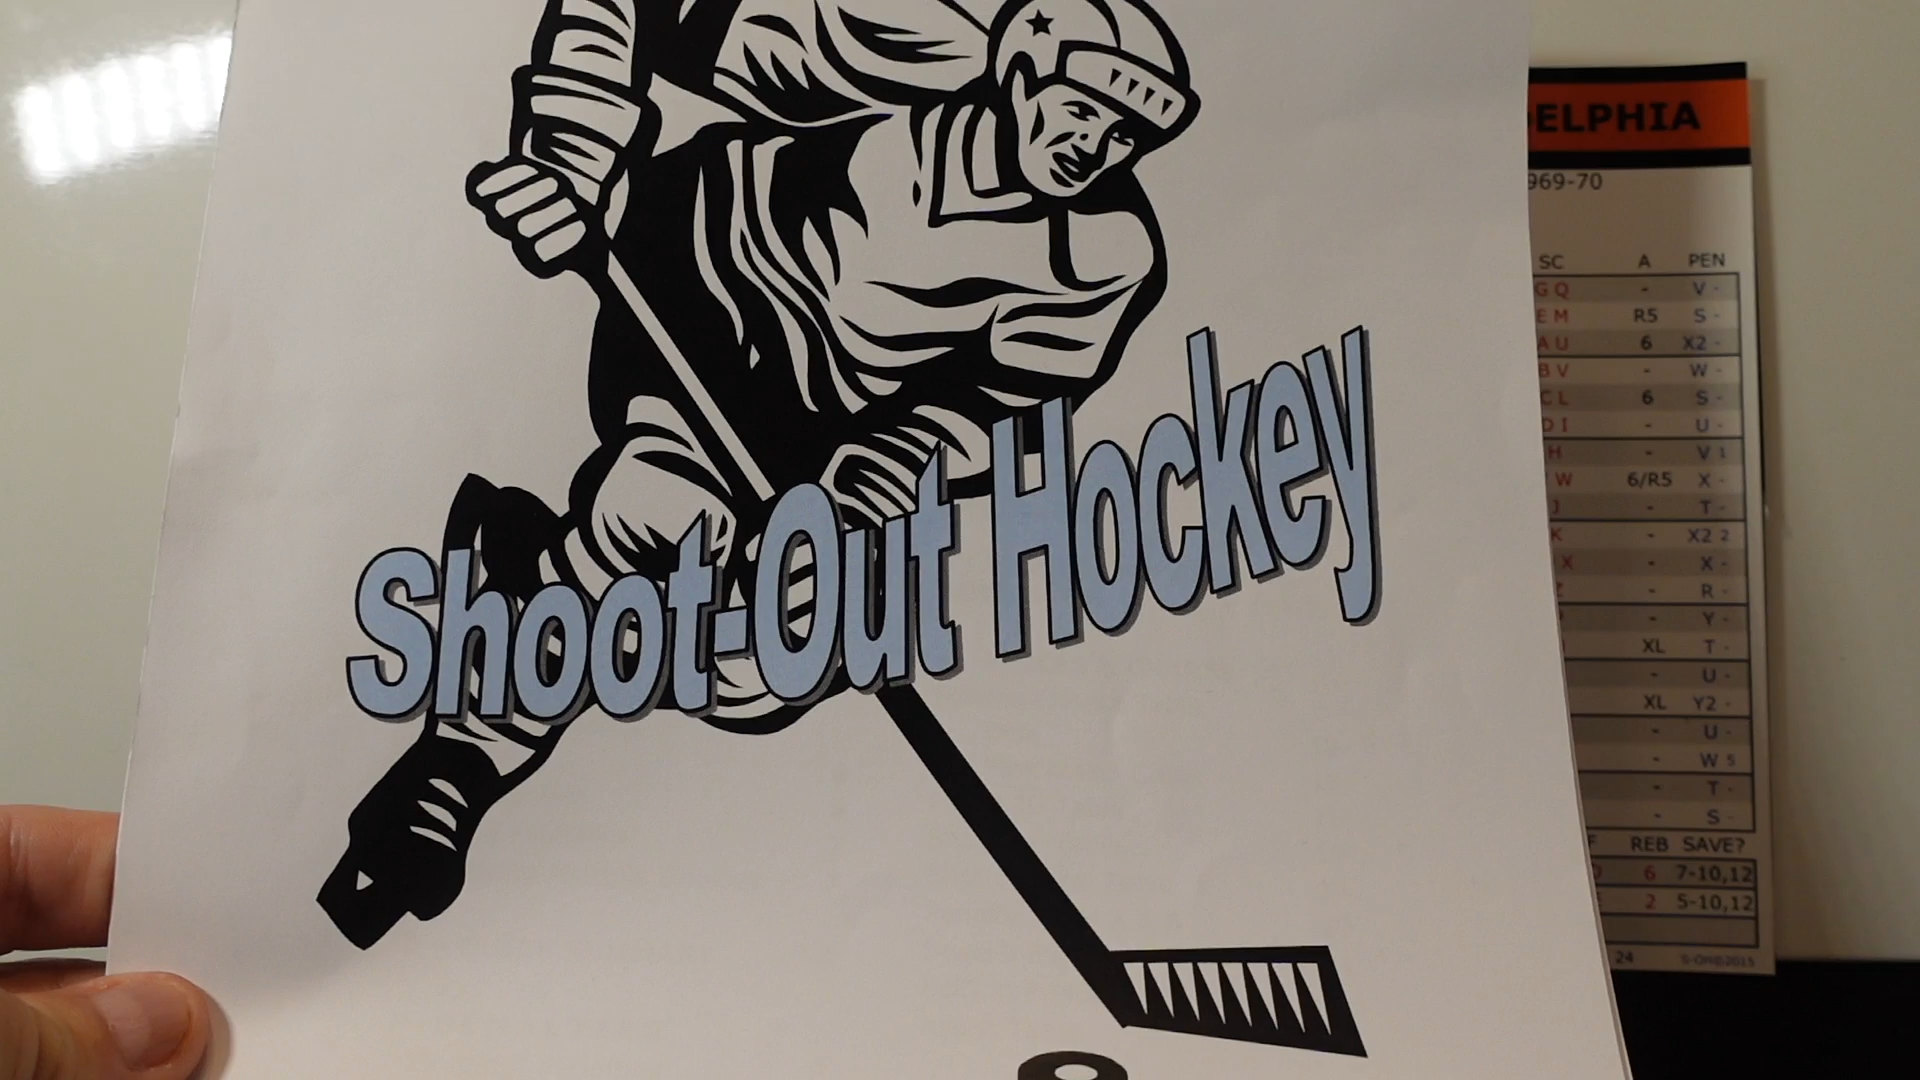 Shoot-Out Hockey
ELPHIA
969-70
SC A PEN
G Q - V -
E M R5 S -
A U 6 X2 -
B V - W -
C L 6 S -
D I - U -
H - V 1
W 6/R5 X -
J - T -
K - X2 2
X - X -
Z - R -
- Y -
XL T -
- U -
XL Y2 -
- U -
- W 5
- T -
- S -
REB SAVE?
6 7-10,12
2 5-10,12
24